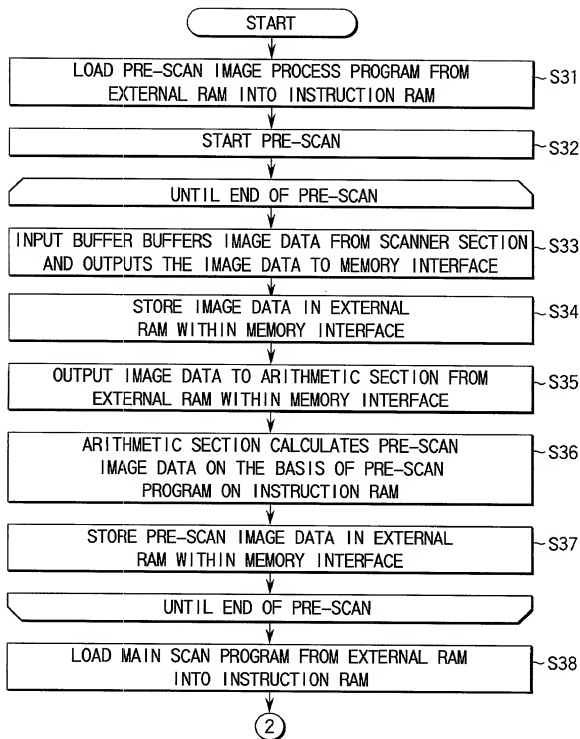 START
LOAD PRE-SCAN IMAGE PROCESS PROGRAM FROM
EXTERNAL RAM INTO INSTRUCTION RAM
S31
START PRE-SCAN
S32
UNTIL END OF PRE-SCAN
INPUT BUFFER BUFFERS IMAGE DATA FROM SCANNER SECTION
AND OUTPUTS THE IMAGE DATA TO MEMORY INTERFACE
S33
STORE IMAGE DATA IN EXTERNAL
RAM WITHIN MEMORY INTERFACE
S34
OUTPUT IMAGE DATA TO ARITHMETIC SECTION FROM
EXTERNAL RAM WITHIN MEMORY INTERFACE
S35
ARITHMETIC SECTION CALCULATES PRE-SCAN
IMAGE DATA ON THE BASIS OF PRE-SCAN
PROGRAM ON INSTRUCTION RAM
S36
STORE PRE-SCAN IMAGE DATA IN EXTERNAL
RAM WITHIN MEMORY INTERFACE
S37
UNTIL END OF PRE-SCAN
LOAD MAIN SCAN PROGRAM FROM EXTERNAL RAM
INTO INSTRUCTION RAM
S38
2